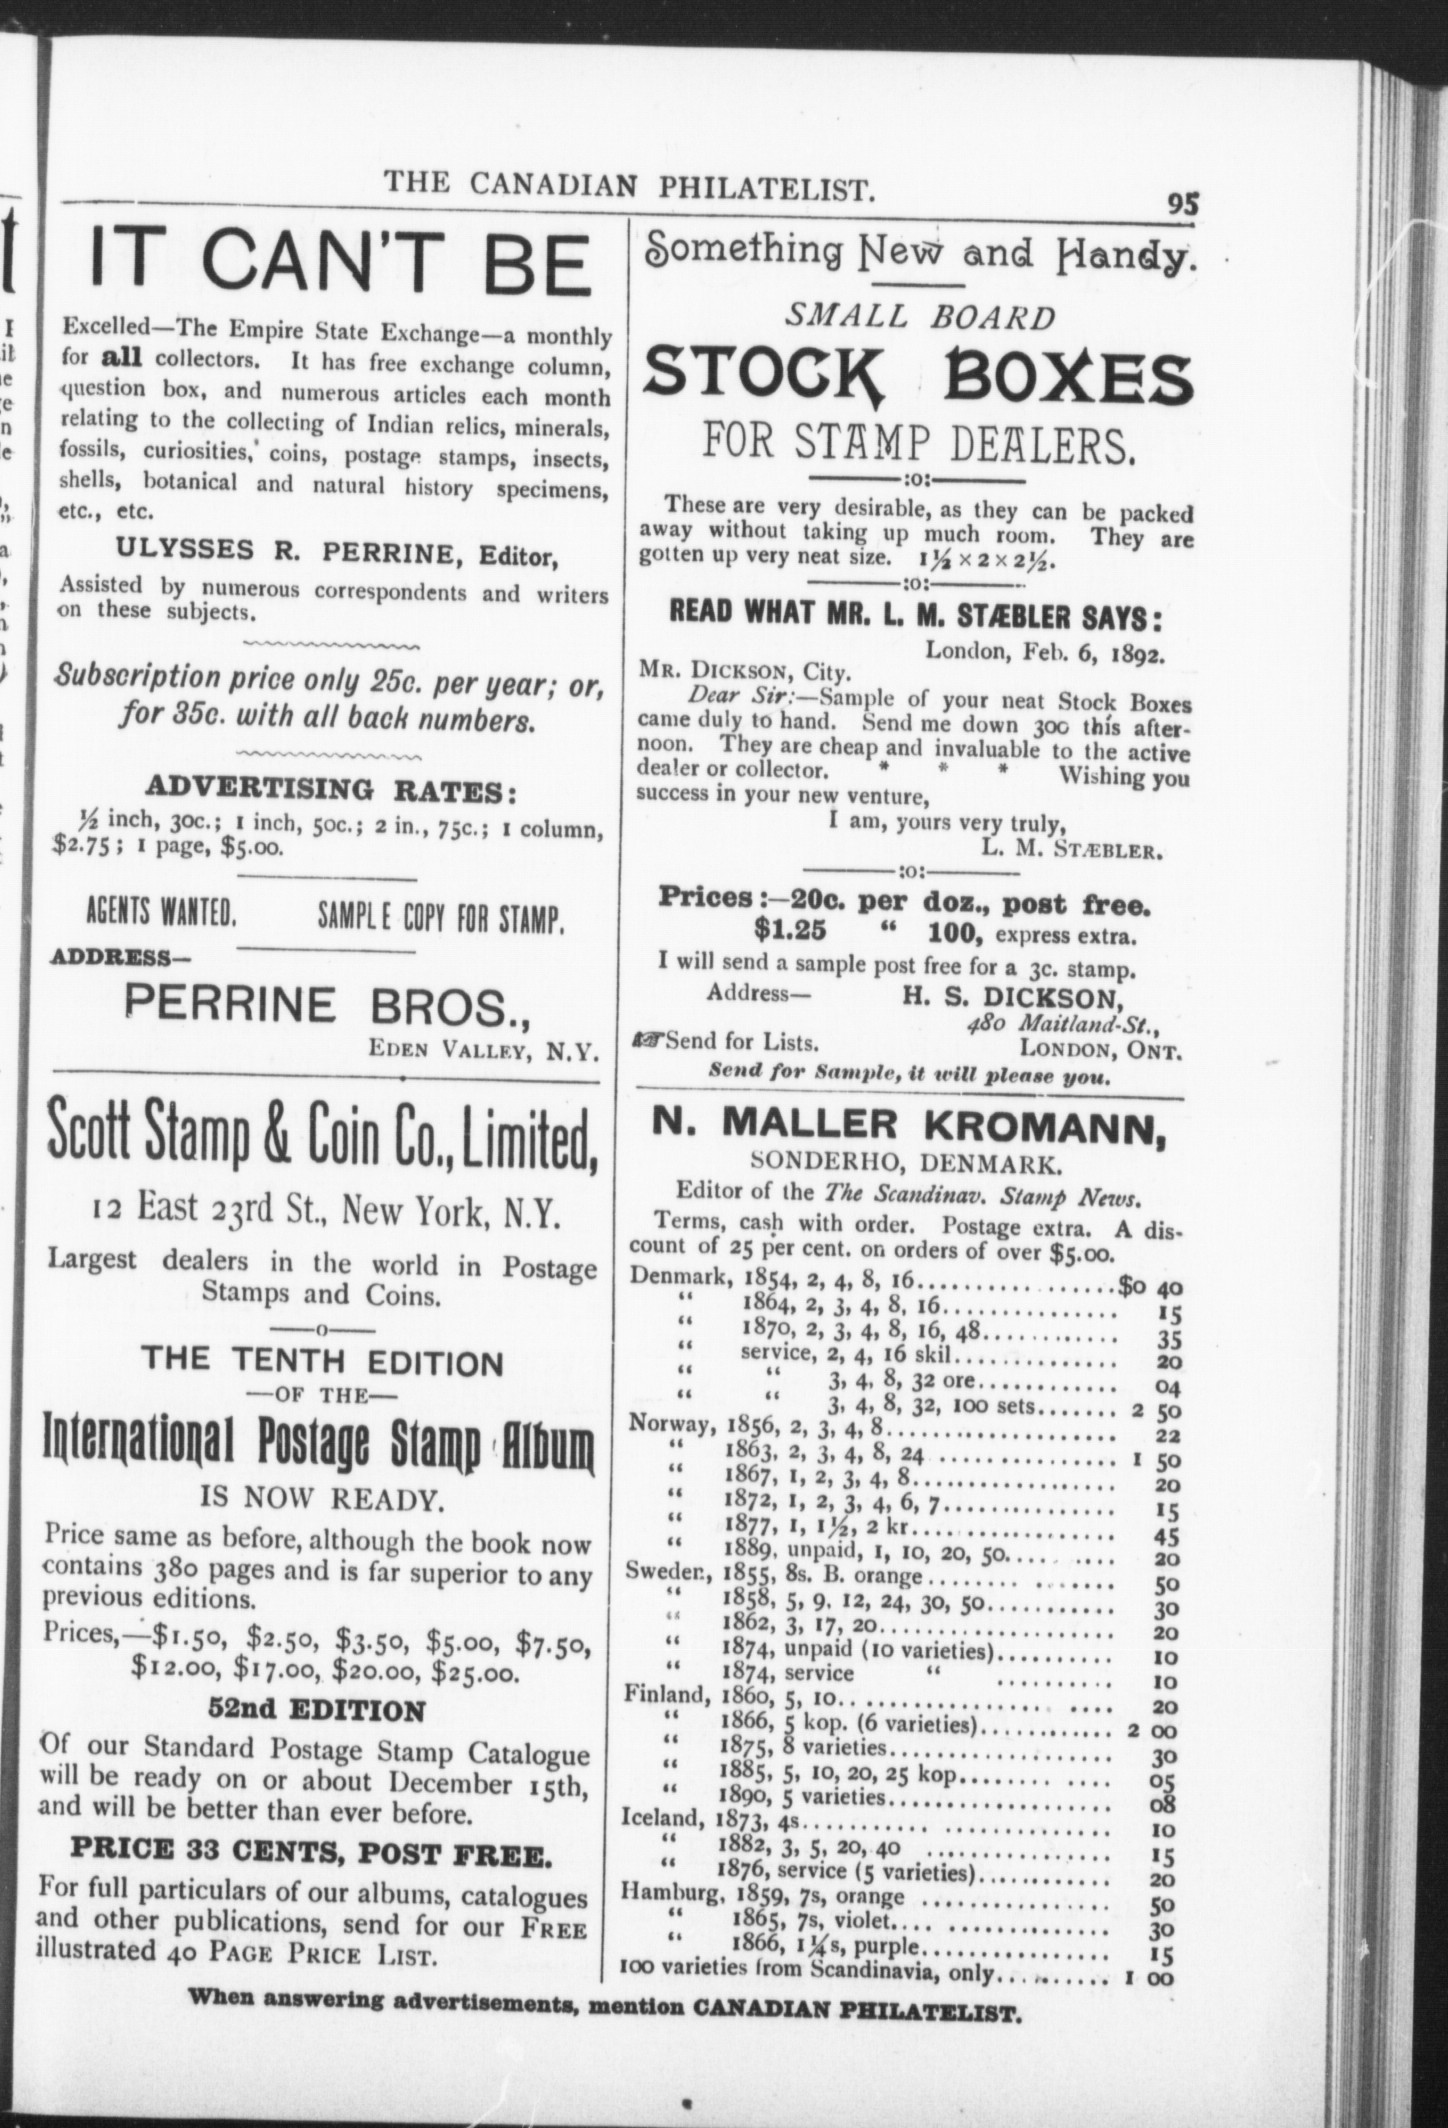 THE CANADIAN PHILATELIST.
95
IT CAN'T BE
Excelled—The Empire State Exchange—a monthly
for all collectors. It has free exchange column,
question box, and numerous articles each month
relating to the collecting of Indian relics, minerals,
fossils, curiosities, coins, postage stamps, insects,
shells, botanical and natural history specimens,
etc., etc.
ULYSSES R. PERRINE, Editor,
Assisted by numerous correspondents and writers
on these subjects.
Subscription price only 25c. per year; or,
for 35c. with all back numbers.
ADVERTISING RATES:
½ inch, 30c.; 1 inch, 50c.; 2 in., 75c.; 1 column,
$2.75; 1 page, $5.00.
AGENTS WANTED. SAMPLE COPY FOR STAMP.
ADDRESS—
PERRINE BROS.,
EDEN VALLEY, N.Y.
Scott Stamp & Coin Co., Limited,
12 East 23rd St., New York, N.Y.
Largest dealers in the world in Postage
Stamps and Coins.
—o—
THE TENTH EDITION
—OF THE—
International Postage Stamp Album
IS NOW READY.
Price same as before, although the book now
contains 380 pages and is far superior to any
previous editions.
Prices,—$1.50, $2.50, $3.50, $5.00, $7.50,
$12.00, $17.00, $20.00, $25.00.
52nd EDITION
Of our Standard Postage Stamp Catalogue
will be ready on or about December 15th,
and will be better than ever before.
PRICE 33 CENTS, POST FREE.
For full particulars of our albums, catalogues
and other publications, send for our FREE
illustrated 40 PAGE PRICE LIST.
Something New and Handy.
SMALL BOARD
STOCK BOXES
FOR STAMP DEALERS.
:o:
These are very desirable, as they can be packed
away without taking up much room. They are
gotten up very neat size. 1½ × 2 × 2½.
:o:
READ WHAT MR. L. M. STÆBLER SAYS:
London, Feb. 6, 1892.
MR. DICKSON, City.
Dear Sir:—Sample of your neat Stock Boxes
came duly to hand. Send me down 300 this after-
noon. They are cheap and invaluable to the active
dealer or collector. * * * Wishing you
success in your new venture,
I am, yours very truly,
L. M. STÆBLER.
:o:
Prices:—20c. per doz., post free.
$1.25 “ 100, express extra.
I will send a sample post free for a 3c. stamp.
Address— H. S. DICKSON,
480 Maitland-St.,
☞Send for Lists. LONDON, ONT.
Send for Sample, it will please you.
N. MALLER KROMANN,
SONDERHO, DENMARK.
Editor of the The Scandinav. Stamp News.
Terms, cash with order. Postage extra. A dis-
count of 25 per cent. on orders of over $5.00.
Denmark, 1854, 2, 4, 8, 16.................$0 40
“ 1864, 2, 3, 4, 8, 16................ 15
“ 1870, 2, 3, 4, 8, 16, 48............ 35
“ service, 2, 4, 16 skil............... 20
“ “ 3, 4, 8, 32 ore............ 04
“ “ 3, 4, 8, 32, 100 sets....... 2 50
Norway, 1856, 2, 3, 4, 8..................... 22
“ 1863, 2, 3, 4, 8, 24 ................ 1 50
“ 1867, 1, 2, 3, 4, 8.................. 20
“ 1872, 1, 2, 3, 4, 6, 7............... 15
“ 1877, 1, 1½, 2 kr.................. 45
“ 1889, unpaid, 1, 10, 20, 50......... 20
Sweden, 1855, 8s. B. orange ............... 50
“ 1858, 5, 9, 12, 24, 30, 50........... 30
“ 1862, 3, 17, 20..................... 20
“ 1874, unpaid (10 varieties).......... 10
“ 1874, service “ .......... 10
Finland, 1860, 5, 10...................... 20
“ 1866, 5 kop. (6 varieties)............ 2 00
“ 1875, 8 varieties.................... 30
“ 1885, 5, 10, 20, 25 kop............. 05
“ 1890, 5 varieties.................... 08
Iceland, 1873, 4s........................... 10
“ 1882, 3, 5, 20, 40 ................ 15
“ 1876, service (5 varieties)............ 20
Hamburg, 1859, 7s, orange ................ 50
“ 1865, 7s, violet................... 30
“ 1866, 1¼s, purple................ 15
100 varieties from Scandinavia, only.......... 1 00
When answering advertisements, mention CANADIAN PHILATELIST.